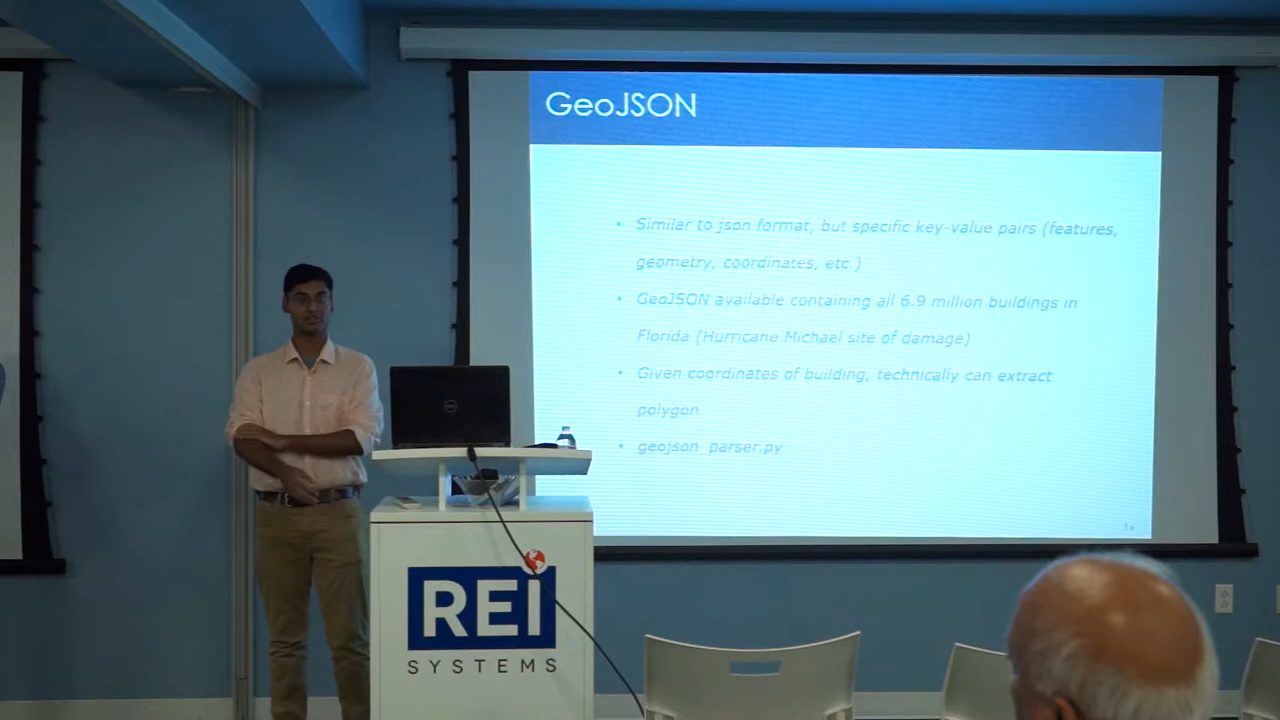 GeoJSON
• Similar to json format, but specific key-value pairs (features,
geometry, coordinates, etc.)
• GeoJSON available containing all 6.9 million buildings in
Florida (Hurricane Michael site of damage)
• Given coordinates of building, technically can extract
polygon
• geojson_parser.py
16
DELL
REI
SYSTEMS